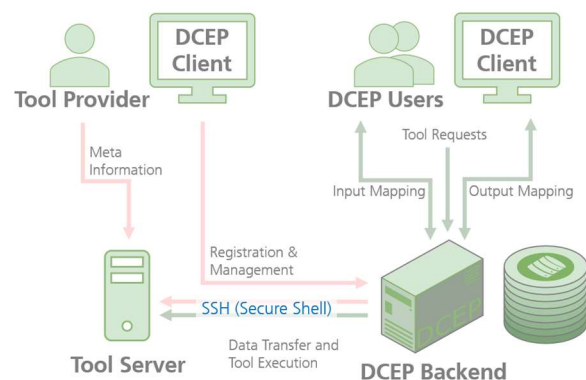 DCEP
Client
Tool Provider
DCEP
Client
DCEP Users
Meta
Information
Tool Requests
Input Mapping
Output Mapping
Registration &
Management
SSH (Secure Shell)
DCEP
Tool Server
Data Transfer and
Tool Execution
DCEP Backend